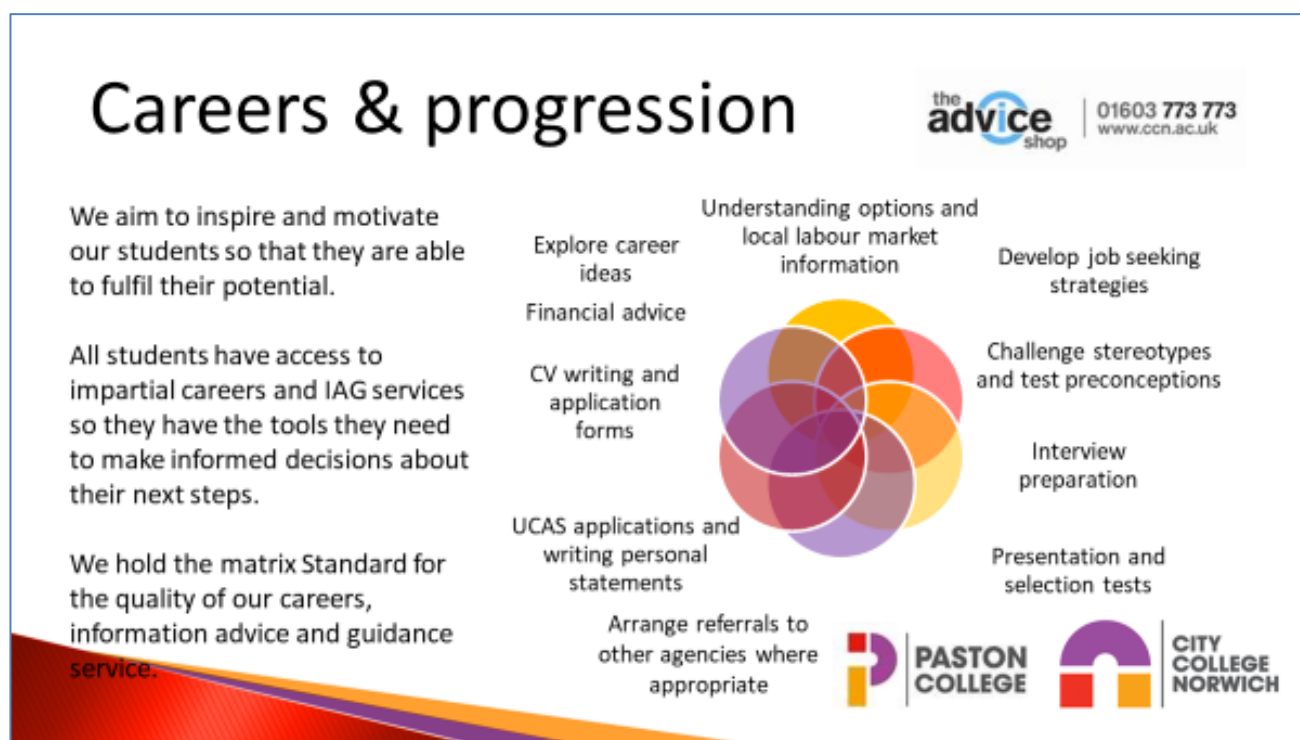 Careers & progression
the
advice
shop
01603 773 773
www.ccn.ac.uk
We aim to inspire and motivate
our students so that they are able
to fulfil their potential.
All students have access to
impartial careers and IAG services
so they have the tools they need
to make informed decisions about
their next steps.
We hold the matrix Standard for
the quality of our careers,
information advice and guidance
service.
Understanding options and
local labour market
information
Explore career
ideas
Financial advice
CV writing and
application
forms
UCAS applications and
writing personal
statements
Arrange referrals to
other agencies where
appropriate
Develop job seeking
strategies
Challenge stereotypes
and test preconceptions
Interview
preparation
Presentation and
selection tests
PASTON
COLLEGE
CITY
COLLEGE
NORWICH